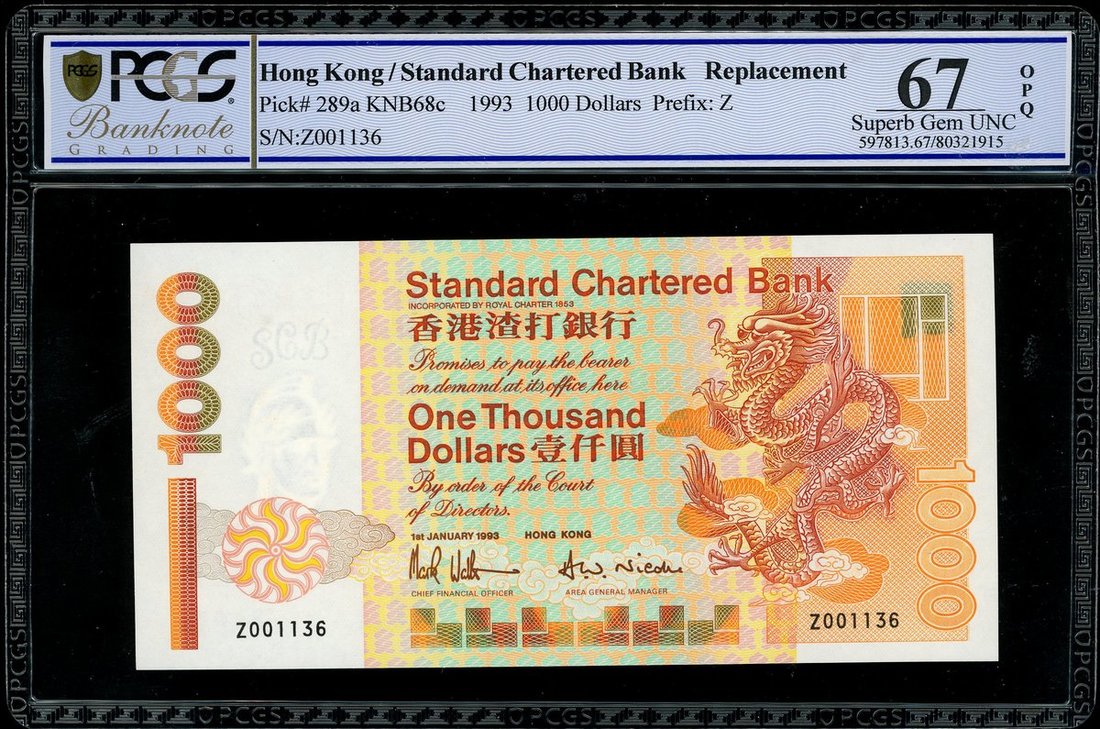 PCGS
Banknote
GRADING
Hong Kong / Standard Chartered Bank Replacement
Pick# 289a KNB68c 1993 1000 Dollars Prefix: Z
S/N:Z001136
67
OPQ
Superb Gem UNC
597813.67/80321915
Standard Chartered Bank
INCORPORATED BY ROYAL CHARTER 1853
香港渣打銀行
Promises to pay the bearer
on demand at its office here
One Thousand
Dollars 壹仟圓
By order of the Court
of Directors.
1st JANUARY 1993 HONG KONG
CHIEF FINANCIAL OFFICER AREA GENERAL MANAGER
Z001136
Z001136
1000
1000
SCB